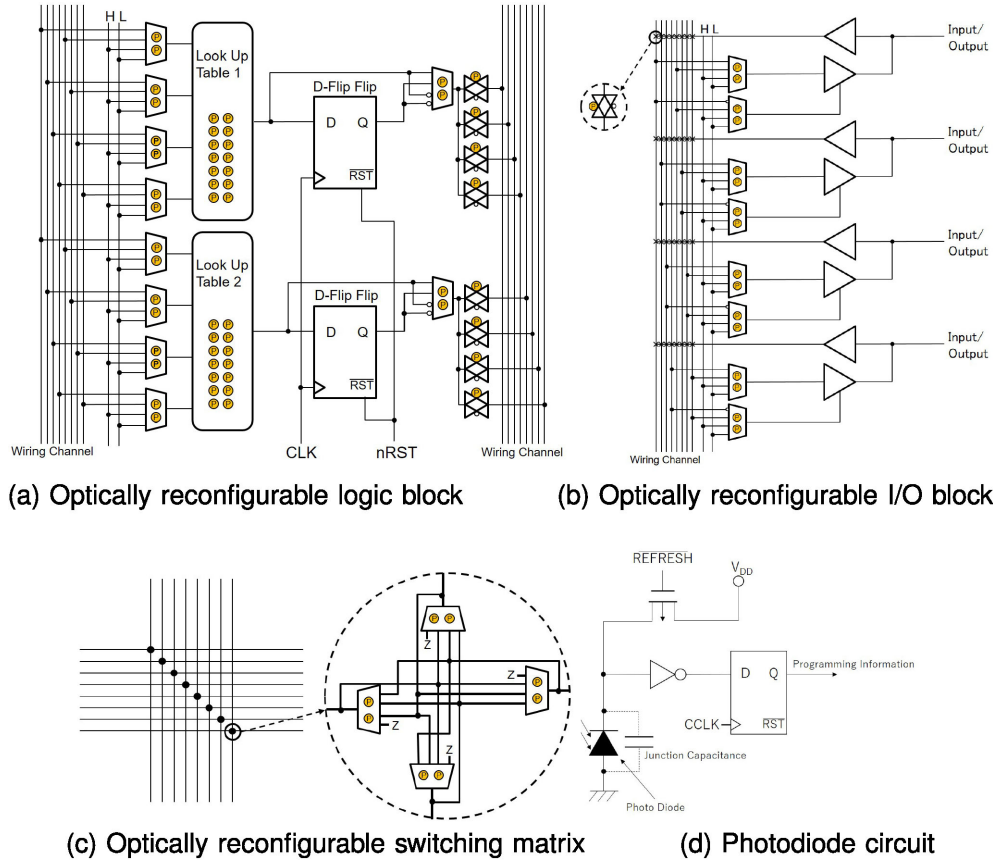 H L
Look Up
Table 1
D-Flip Flip
D Q
RST
Look Up
Table 2
D-Flip Flip
D Q
RST
Wiring Channel
CLK
nRST
Wiring Channel
(a) Optically reconfigurable logic block
H L
Input/
Output
Input/
Output
Input/
Output
Input/
Output
Wiring Channel
(b) Optically reconfigurable I/O block
Z
Z
Z
Z
(c) Optically reconfigurable switching matrix
REFRESH
VDD
D Q
Programming Information
CCLK
RST
Junction Capacitance
Photo Diode
(d) Photodiode circuit